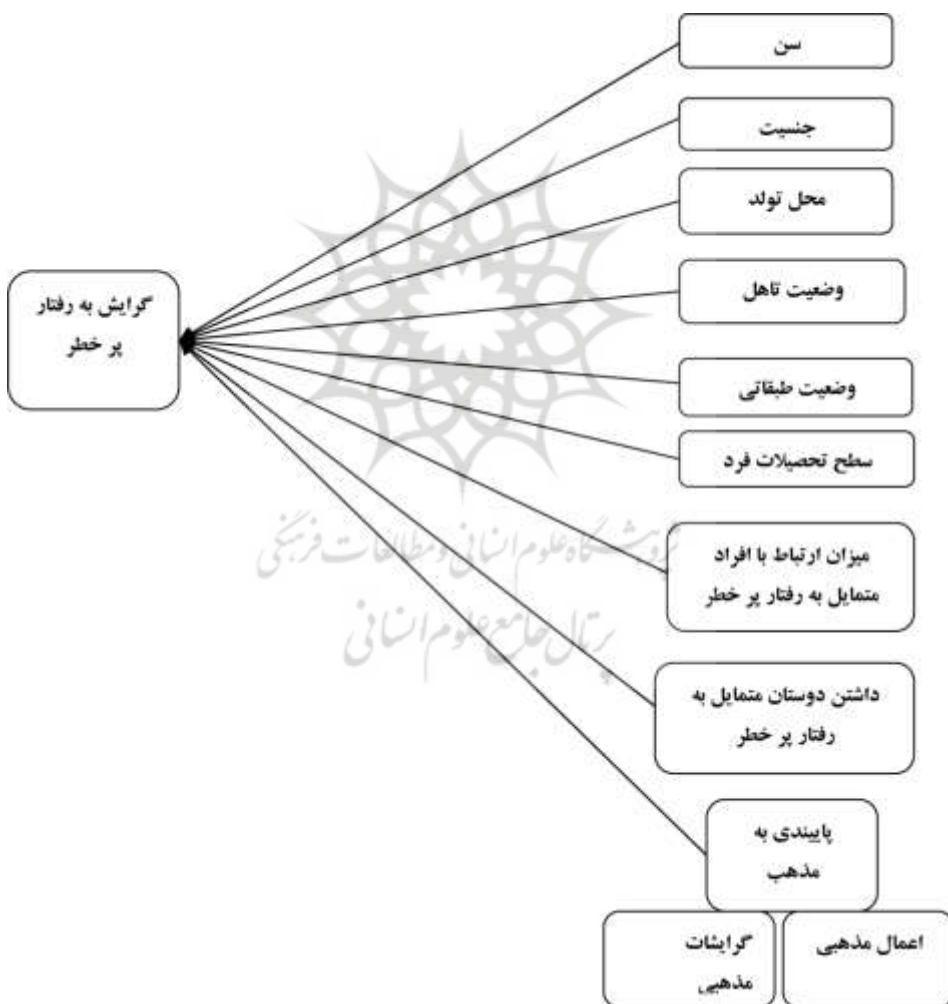 سن
جنسیت
محل تولد
وضعیت تاهل
گرایش به رفتار
پر خطر
وضعیت طبقاتی
سطح تحصیلات فرد
پژوهشگاه علوم انسانی و مطالعات فرهنگی
میزان ارتباط با افراد
متمایل به رفتار پر خطر
پرتال جامع علوم انسانی
داشتن دوستان متمایل به
رفتار پر خطر
پایبندی به
مذهب
اعمال مذهبی
گرایشات
مذهبی